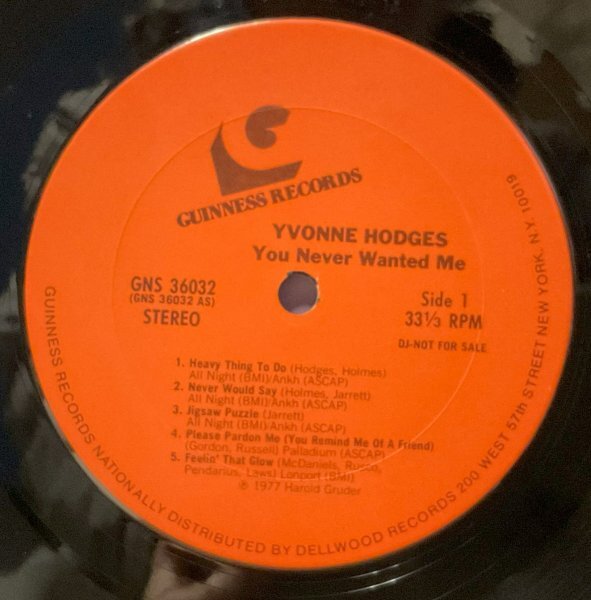 GUINNESS RECORDS
YVONNE HODGES
You Never Wanted Me
GNS 36032
(GNS 36032 AS)
STEREO
Side 1
33⅓ RPM
DJ-NOT FOR SALE
1. Heavy Thing To Do (Hodges, Holmes)
All Night (BMI)/Ankh (ASCAP)
2. Never Would Say (Holmes, Jarrett)
All Night (BMI)/Ankh (ASCAP)
3. Jigsaw Puzzle (Jarrett)
All Night (BMI)/Ankh (ASCAP)
4. Please Pardon Me (You Remind Me Of A Friend)
(Gordon, Russell) Palladium (ASCAP)
5. Feelin' That Glow (McDaniels, Rusco,
Pendarius, Laws) Lonport (BMI)
℗ 1977 Harold Gruder
GUINNESS RECORDS NATIONALLY DISTRIBUTED BY DELLWOOD RECORDS 200 WEST 57th STREET NEW YORK, N.Y. 10019